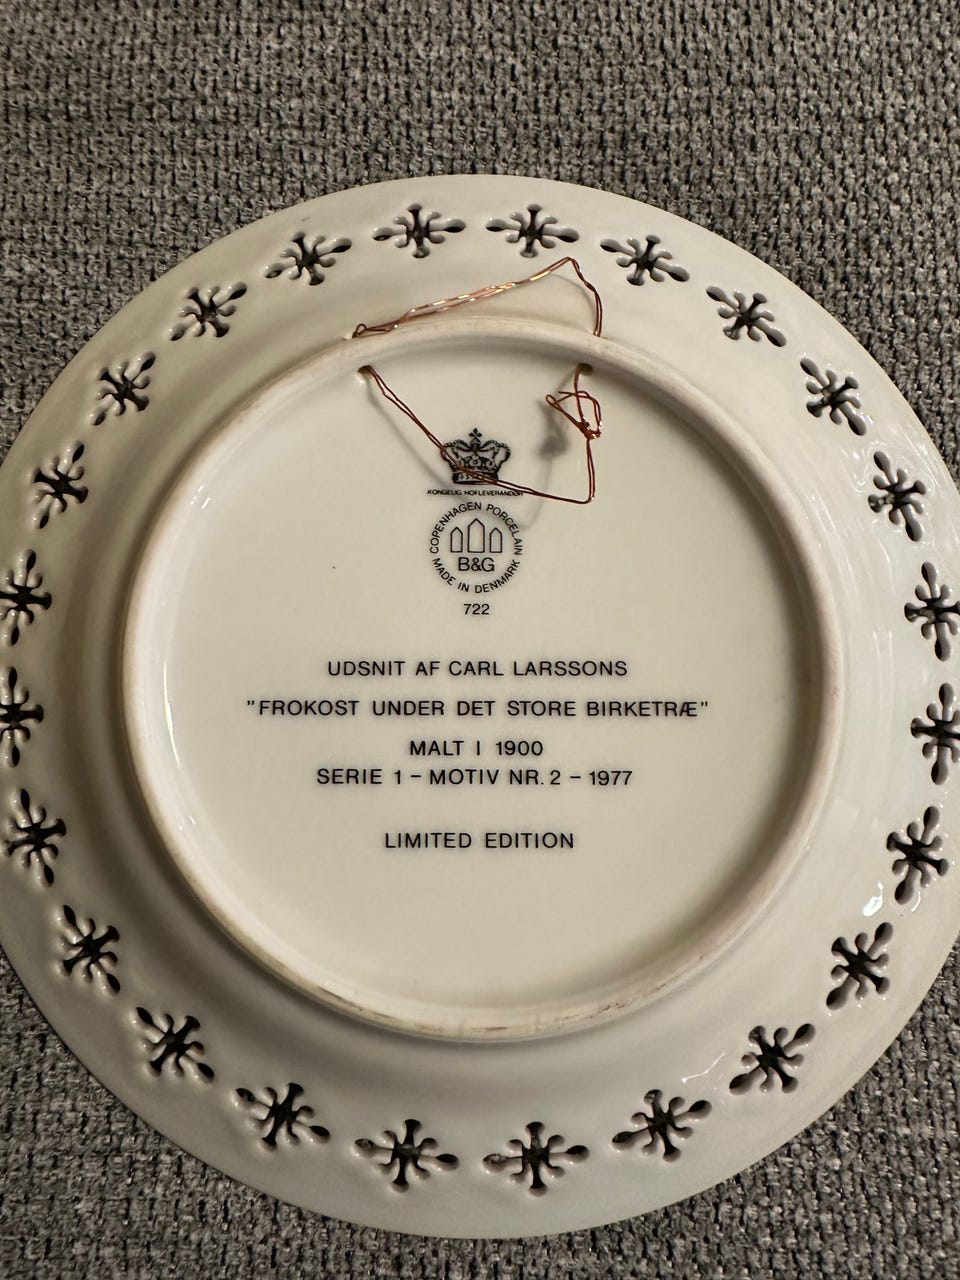 KONGELIG HOFLEVERANDØR
COPENHAGEN PORCELAIN
B&G
MADE IN DENMARK
722
UDSNIT AF CARL LARSSONS
"FROKOST UNDER DET STORE BIRKETRÆ"
MALT I 1900
SERIE 1 – MOTIV NR. 2 – 1977
LIMITED EDITION